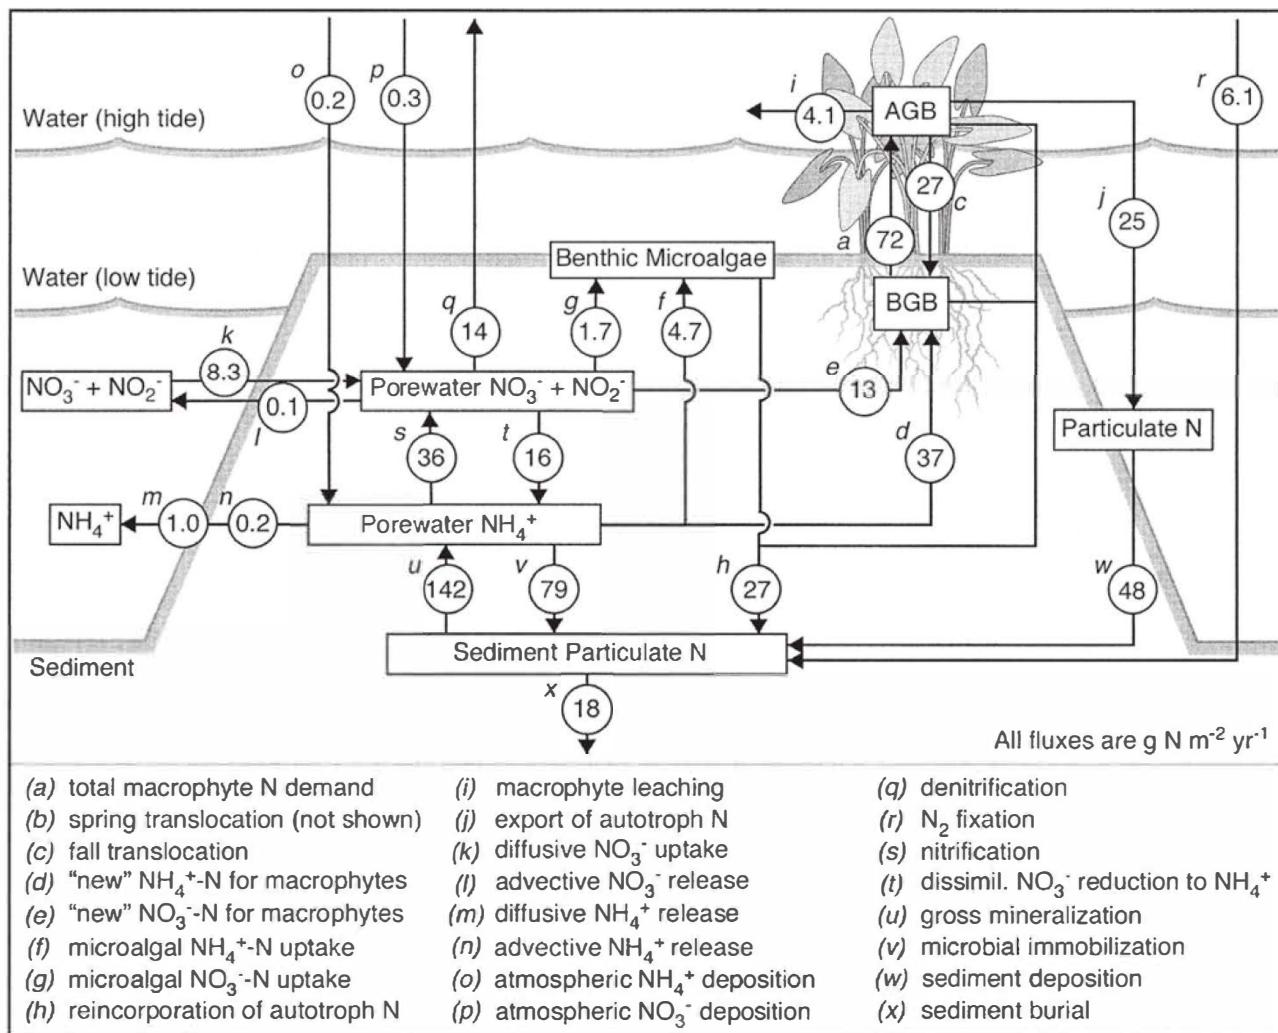 o
0.2
p
0.3
i
4.1
AGB
r
6.1
Water (high tide)
27
c
j
25
a
72
Benthic Microalgae
Water (low tide)
q
14
g
1.7
f
4.7
BGB
k
8.3
NO₃⁻ + NO₂⁻
0.1
l
Porewater NO₃⁻ + NO₂⁻
e
13
s
36
t
16
d
37
Particulate N
NH₄⁺
m
1.0
n
0.2
Porewater NH₄⁺
u
142
v
79
h
27
w
48
Sediment
Sediment Particulate N
x
18
All fluxes are g N m⁻² yr⁻¹
(a) total macrophyte N demand
(b) spring translocation (not shown)
(c) fall translocation
(d) "new" NH₄⁺-N for macrophytes
(e) "new" NO₃⁻-N for macrophytes
(f) microalgal NH₄⁺-N uptake
(g) microalgal NO₃⁻-N uptake
(h) reincorporation of autotroph N
(i) macrophyte leaching
(j) export of autotroph N
(k) diffusive NO₃⁻ uptake
(l) advective NO₃⁻ release
(m) diffusive NH₄⁺ release
(n) advective NH₄⁺ release
(o) atmospheric NH₄⁺ deposition
(p) atmospheric NO₃⁻ deposition
(q) denitrification
(r) N₂ fixation
(s) nitrification
(t) dissimil. NO₃⁻ reduction to NH₄⁺
(u) gross mineralization
(v) microbial immobilization
(w) sediment deposition
(x) sediment burial